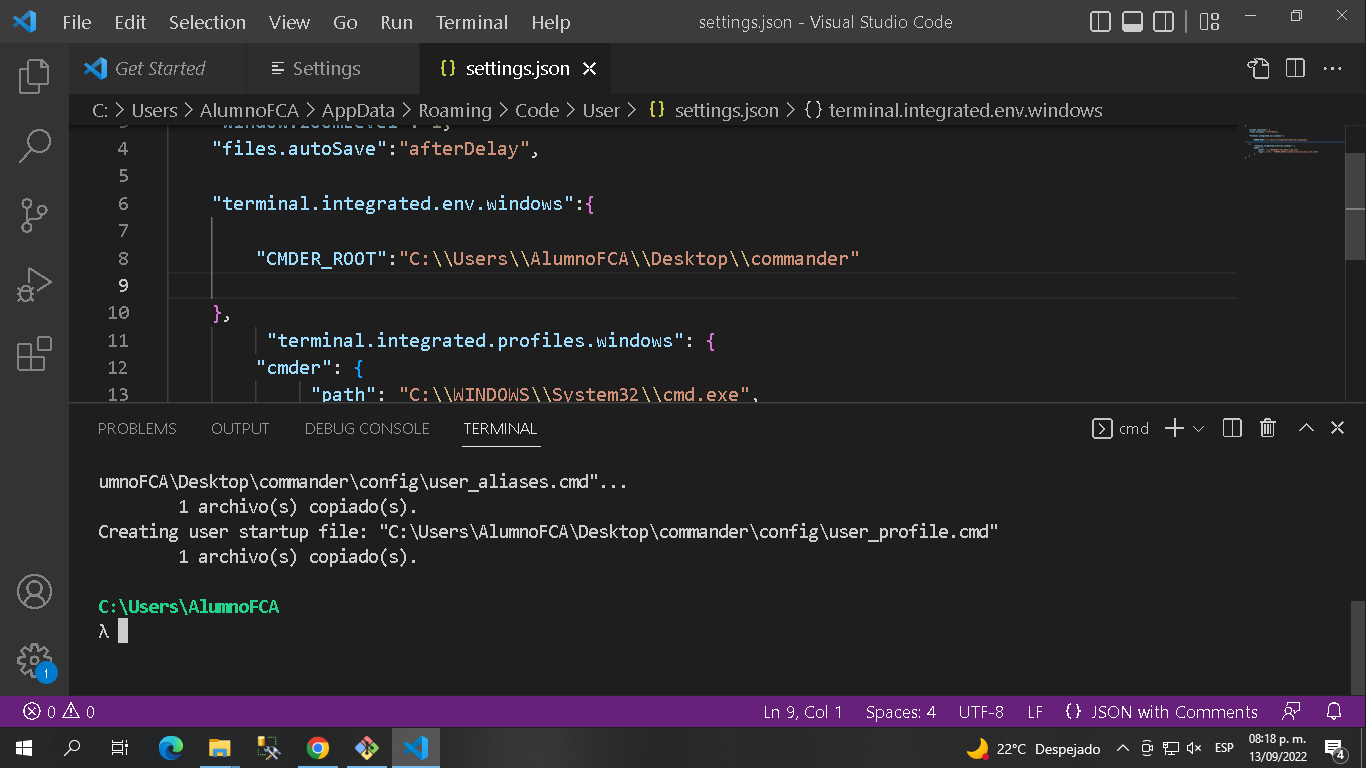 File Edit Selection View Go Run Terminal Help settings.json - Visual Studio Code
Get Started Settings {} settings.json
C: > Users > AlumnoFCA > AppData > Roaming > Code > User > {} settings.json > {} terminal.integrated.env.windows
4 "files.autoSave":"afterDelay",
5
6 "terminal.integrated.env.windows":{
7
8 "CMDER_ROOT":"C:\\Users\\AlumnoFCA\\Desktop\\commander"
9
10 },
11 "terminal.integrated.profiles.windows": {
12 "cmder": {
13 "path": "C:\\WINDOWS\\System32\\cmd.exe",
PROBLEMS OUTPUT DEBUG CONSOLE TERMINAL cmd
umnoFCA\Desktop\commander\config\user_aliases.cmd"...
1 archivo(s) copiado(s).
Creating user startup file: "C:\Users\AlumnoFCA\Desktop\commander\config\user_profile.cmd"
1 archivo(s) copiado(s).
C:\Users\AlumnoFCA
λ
1
0 0 Ln 9, Col 1 Spaces: 4 UTF-8 LF {} JSON with Comments
22°C Despejado ESP 08:18 p. m.
13/09/2022 4